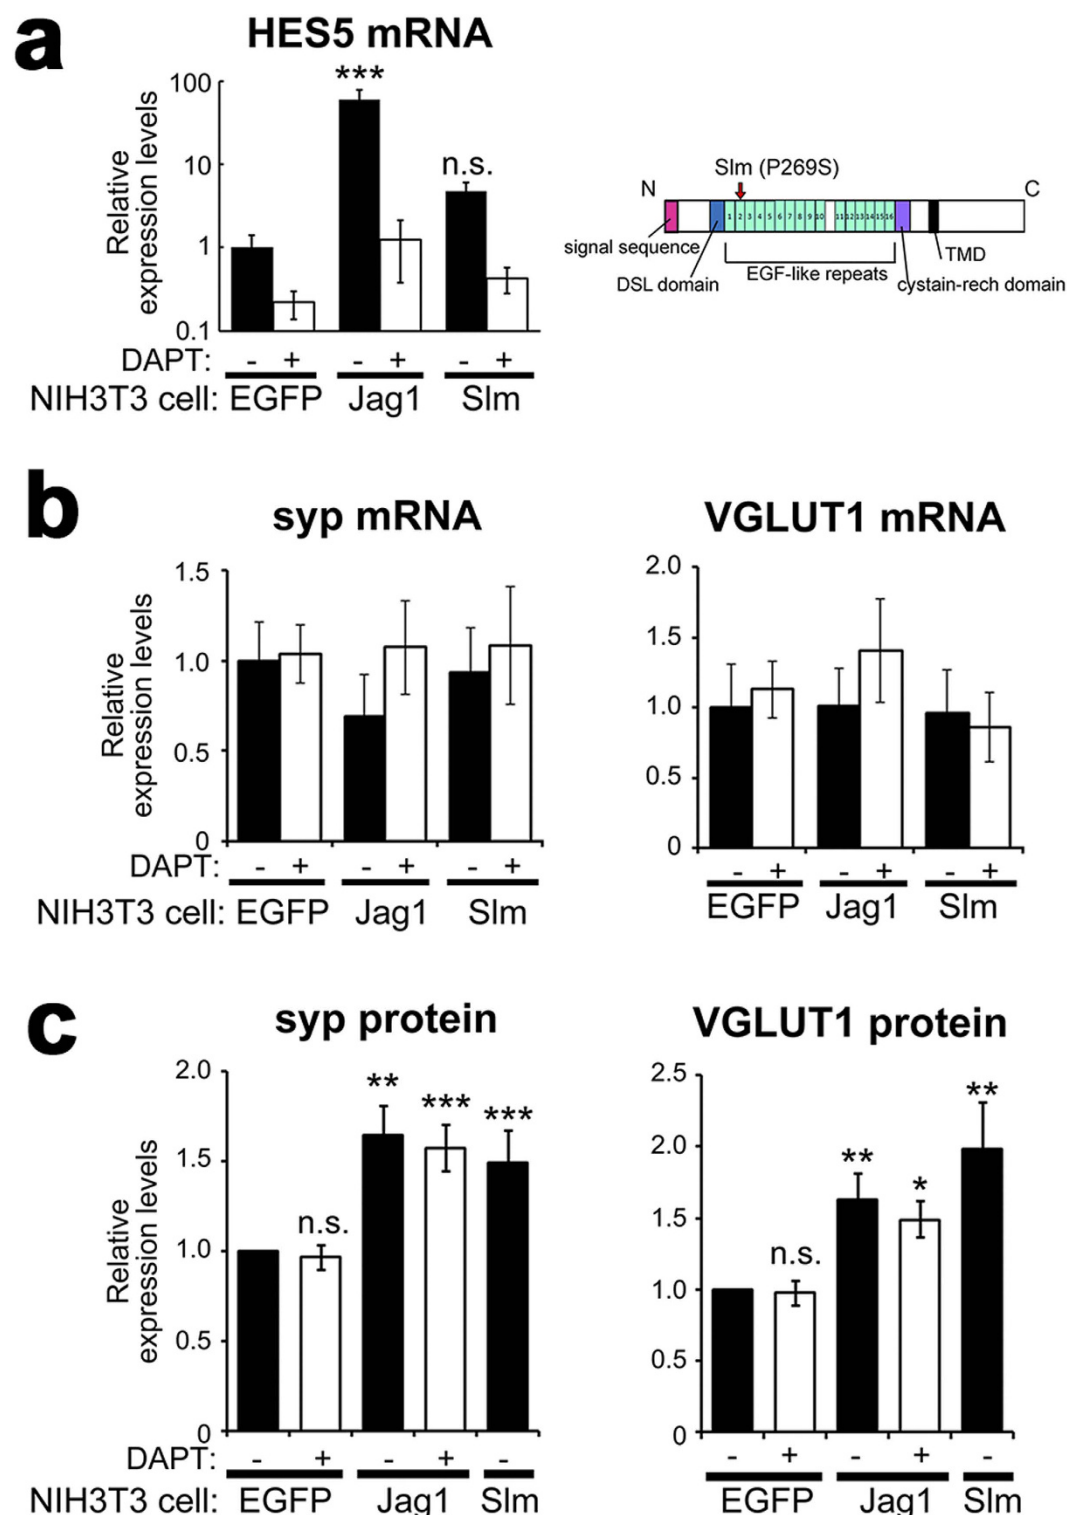 a
HES5 mRNA
Relative
expression levels
100
10
1
0.1
***
n.s.
DAPT: - + - + - +
NIH3T3 cell: EGFP Jag1 Slm
Slm (P269S)
N C
1 2 3 4 5 6 7 8 9 10 11 12 13 14 15 16
signal sequence
DSL domain
EGF-like repeats
TMD
cystain-rech domain
b
syp mRNA
Relative
expression levels
1.5
1.0
0.5
0
DAPT: - + - + - +
NIH3T3 cell: EGFP Jag1 Slm
VGLUT1 mRNA
2.0
1.5
1.0
0.5
0
- + - + - +
EGFP Jag1 Slm
c
syp protein
Relative
expression levels
2.0
1.5
1.0
0.5
0
n.s. ** *** ***
DAPT: - + - + -
NIH3T3 cell: EGFP Jag1 Slm
VGLUT1 protein
2.5
2.0
1.5
1.0
0.5
0
n.s. ** * **
- + - + -
EGFP Jag1 Slm